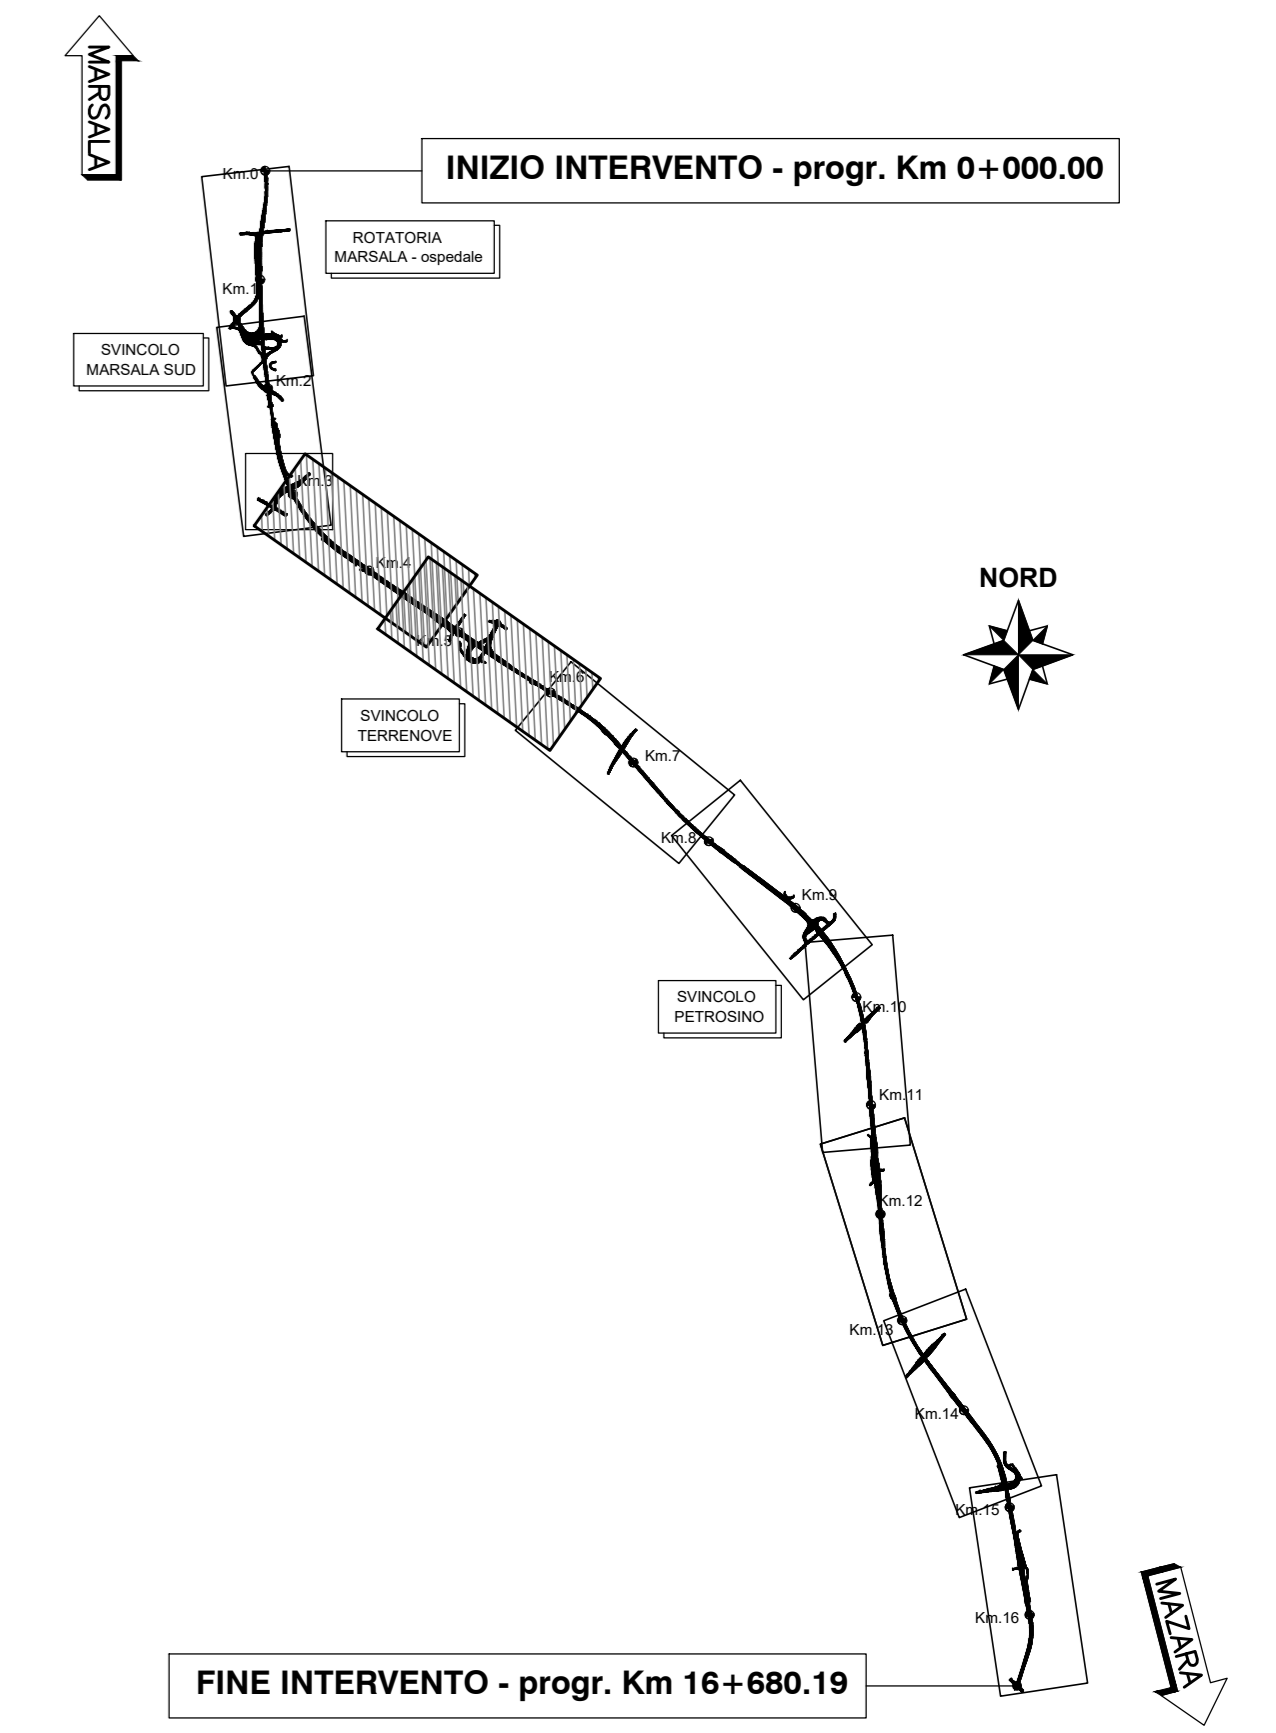 MARSALA
INIZIO INTERVENTO - progr. Km 0+000.00
Km.0
ROTATORIA
MARSALA - ospedale
Km.1
SVINCOLO
MARSALA SUD
Km.2
Km.3
Km.4
Km.5
NORD
Km.6
SVINCOLO
TERRENOVE
Km.7
Km.8
Km.9
SVINCOLO
PETROSINO
Km.10
Km.11
Km.12
Km.13
Km.14
Km.15
Km.16
MAZARA
FINE INTERVENTO - progr. Km 16+680.19